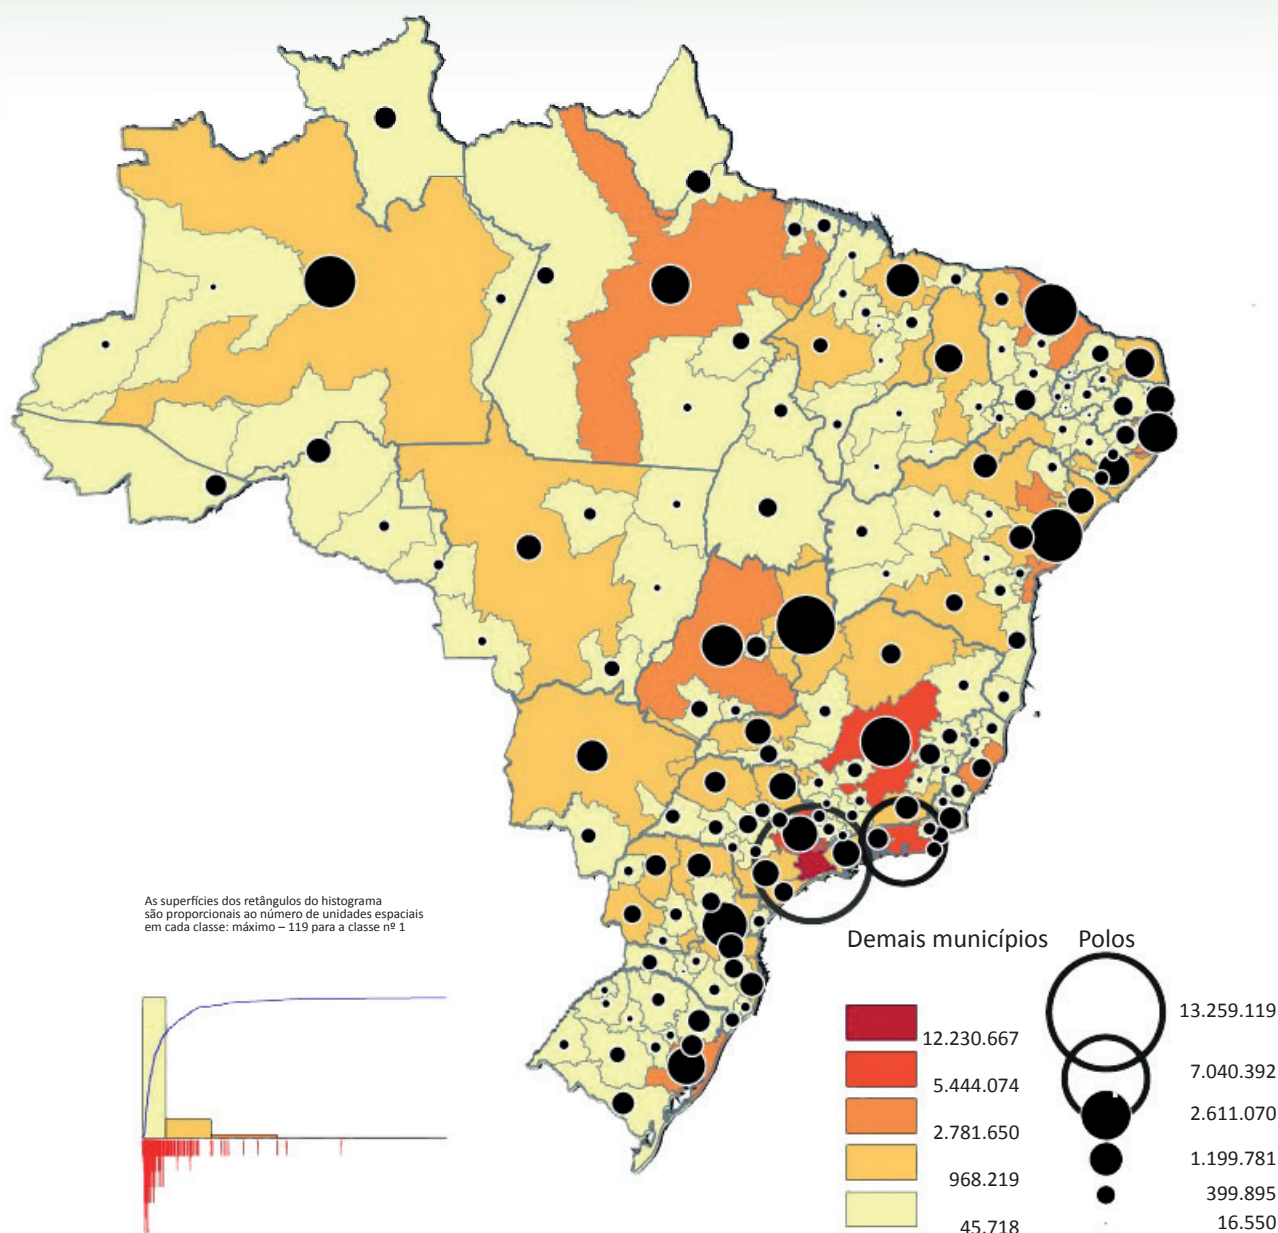 As superfícies dos retângulos do histograma
são proporcionais ao número de unidades espaciais
em cada classe: máximo – 119 para a classe nº 1
Demais municípios
12.230.667
5.444.074
2.781.650
968.219
45.718
Polos
13.259.119
7.040.392
2.611.070
1.199.781
399.895
16.550